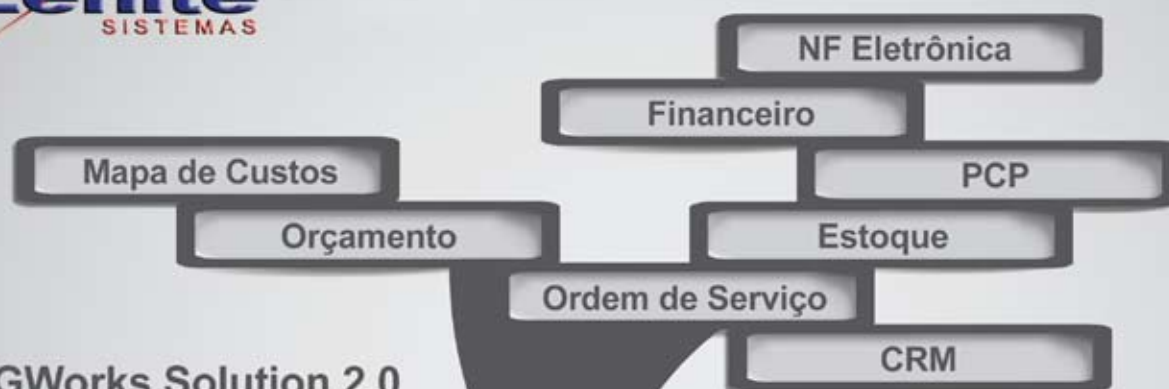 SISTEMAS
NF Eletrônica
Financeiro
Mapa de Custos
PCP
Orçamento
Estoque
Ordem de Serviço
CRM
GWorks Solution 2.0